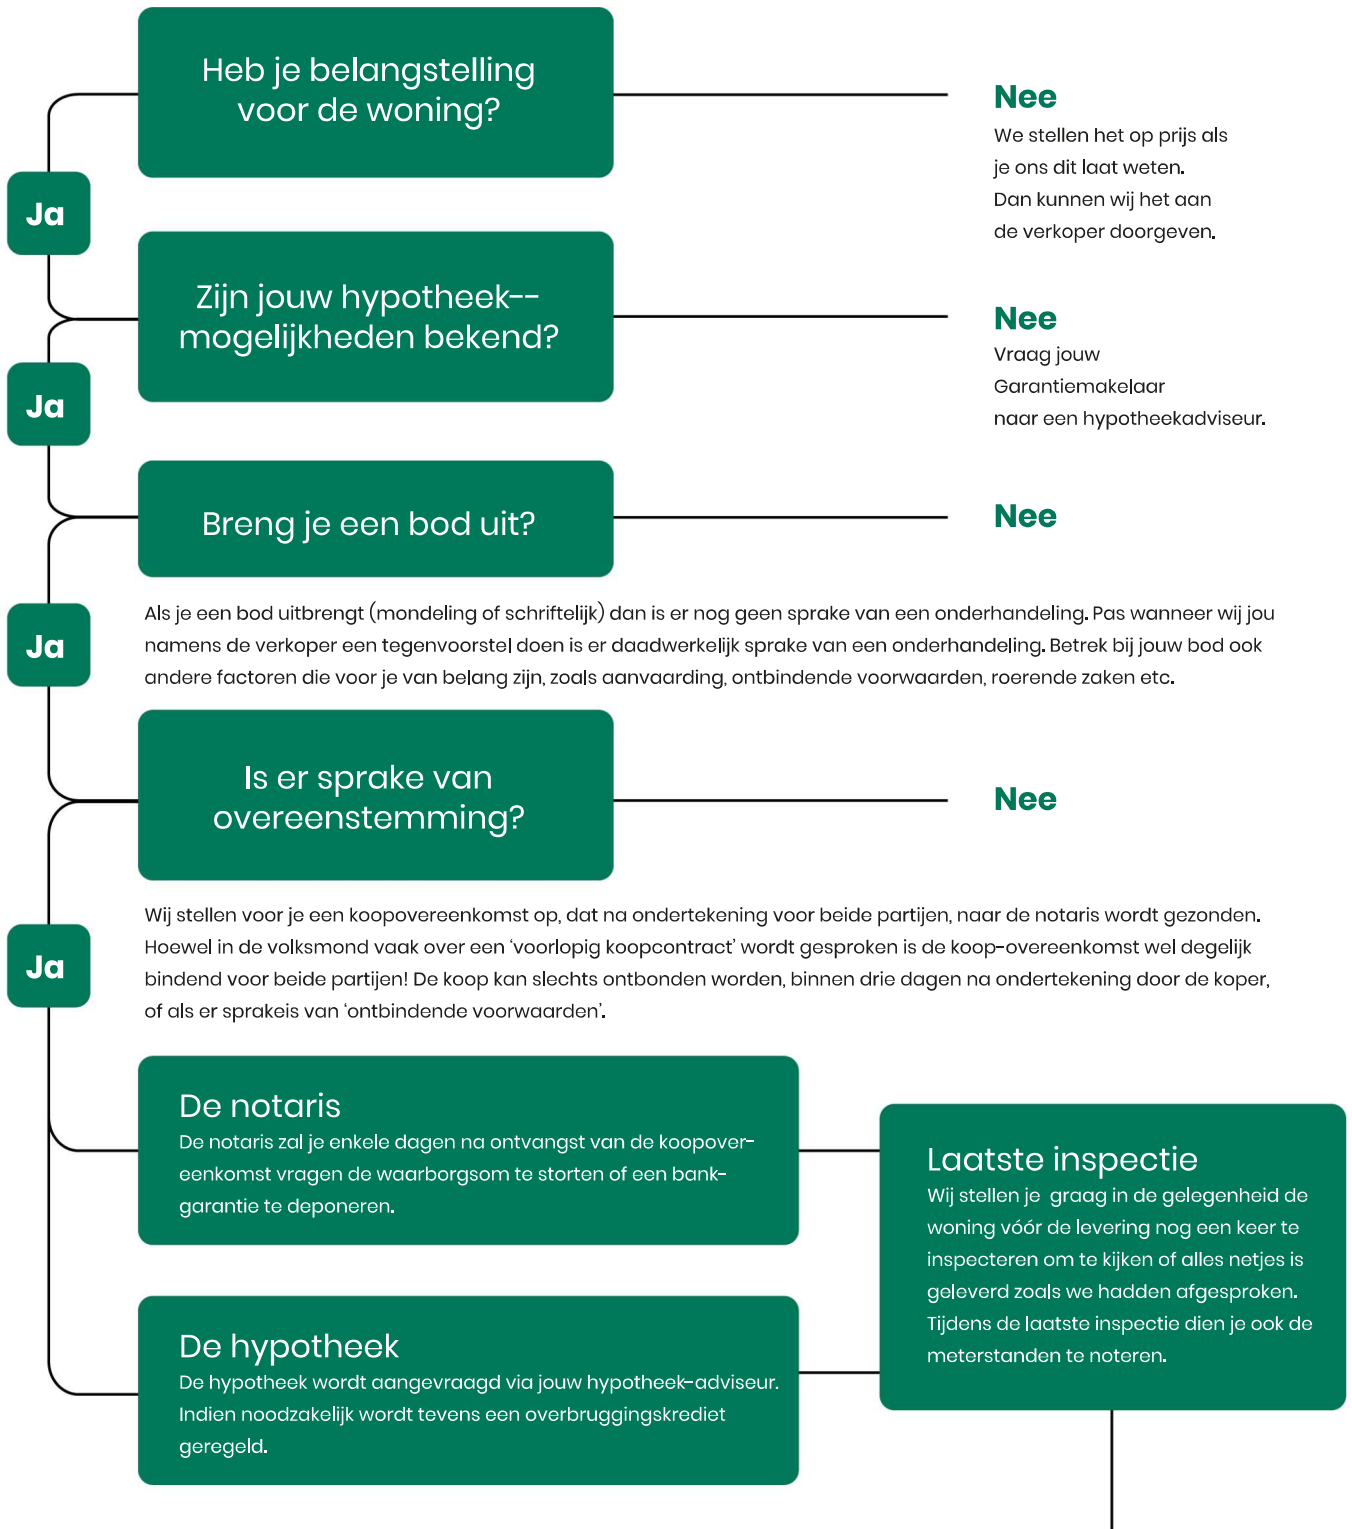 Heb je belangstelling
voor de woning?
Nee
We stellen het op prijs als
je ons dit laat weten.
Dan kunnen wij het aan
de verkoper doorgeven.
Ja
Zijn jouw hypotheek--
mogelijkheden bekend?
Nee
Vraag jouw
Garantiemakelaar
naar een hypotheekadviseur.
Ja
Breng je een bod uit?
Nee
Ja
Als je een bod uitbrengt (mondeling of schriftelijk) dan is er nog geen sprake van een onderhandeling. Pas wanneer wij jou
namens de verkoper een tegenvoorstel doen is er daadwerkelijk sprake van een onderhandeling. Betrek bij jouw bod ook
andere factoren die voor je van belang zijn, zoals aanvaarding, ontbindende voorwaarden, roerende zaken etc.
Is er sprake van
overeenstemming?
Nee
Ja
Wij stellen voor je een koopovereenkomst op, dat na ondertekening voor beide partijen, naar de notaris wordt gezonden.
Hoewel in de volksmond vaak over een ‘voorlopig koopcontract’ wordt gesproken is de koop-overeenkomst wel degelijk
bindend voor beide partijen! De koop kan slechts ontbonden worden, binnen drie dagen na ondertekening door de koper,
of als er sprakeis van ‘ontbindende voorwaarden’.
De notaris
De notaris zal je enkele dagen na ontvangst van de koopover-
eenkomst vragen de waarborgsom te storten of een bank-
garantie te deponeren.
Laatste inspectie
Wij stellen je graag in de gelegenheid de
woning vóór de levering nog een keer te
inspecteren om te kijken of alles netjes is
geleverd zoals we hadden afgesproken.
Tijdens de laatste inspectie dien je ook de
meterstanden te noteren.
De hypotheek
De hypotheek wordt aangevraagd via jouw hypotheek-adviseur.
Indien noodzakelijk wordt tevens een overbruggingskrediet
geregeld.